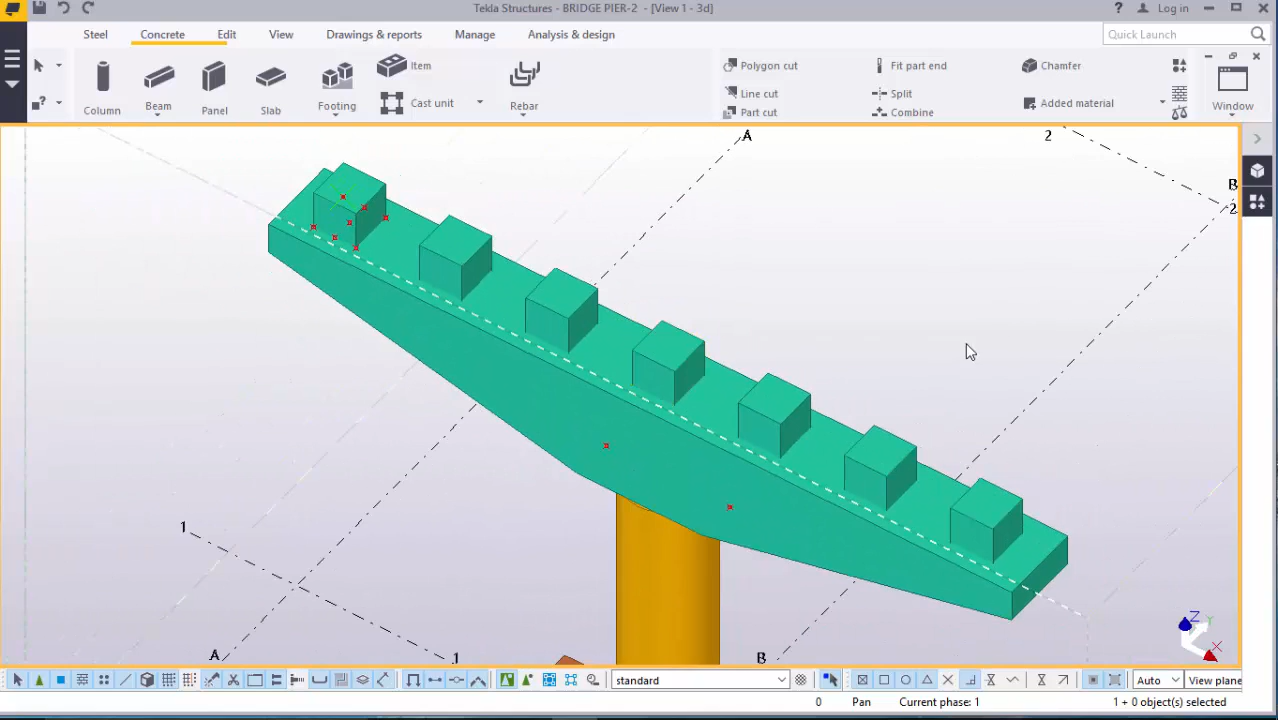 Tekla Structures - BRIDGE PIER-2 - [View 1 - 3d]
? Log in
Steel Concrete Edit View Drawings & reports Manage Analysis & design
Quick Launch
Item
Polygon cut Fit part end Chamfer
Line cut Split
Cast unit
Added material
Column Beam Panel Slab Footing Rebar
Part cut Combine
Window
A 2
B
2
1
A 1 B
Z Y
X
standard Auto View plane
0 Pan Current phase: 1 1 + 0 object(s) selected